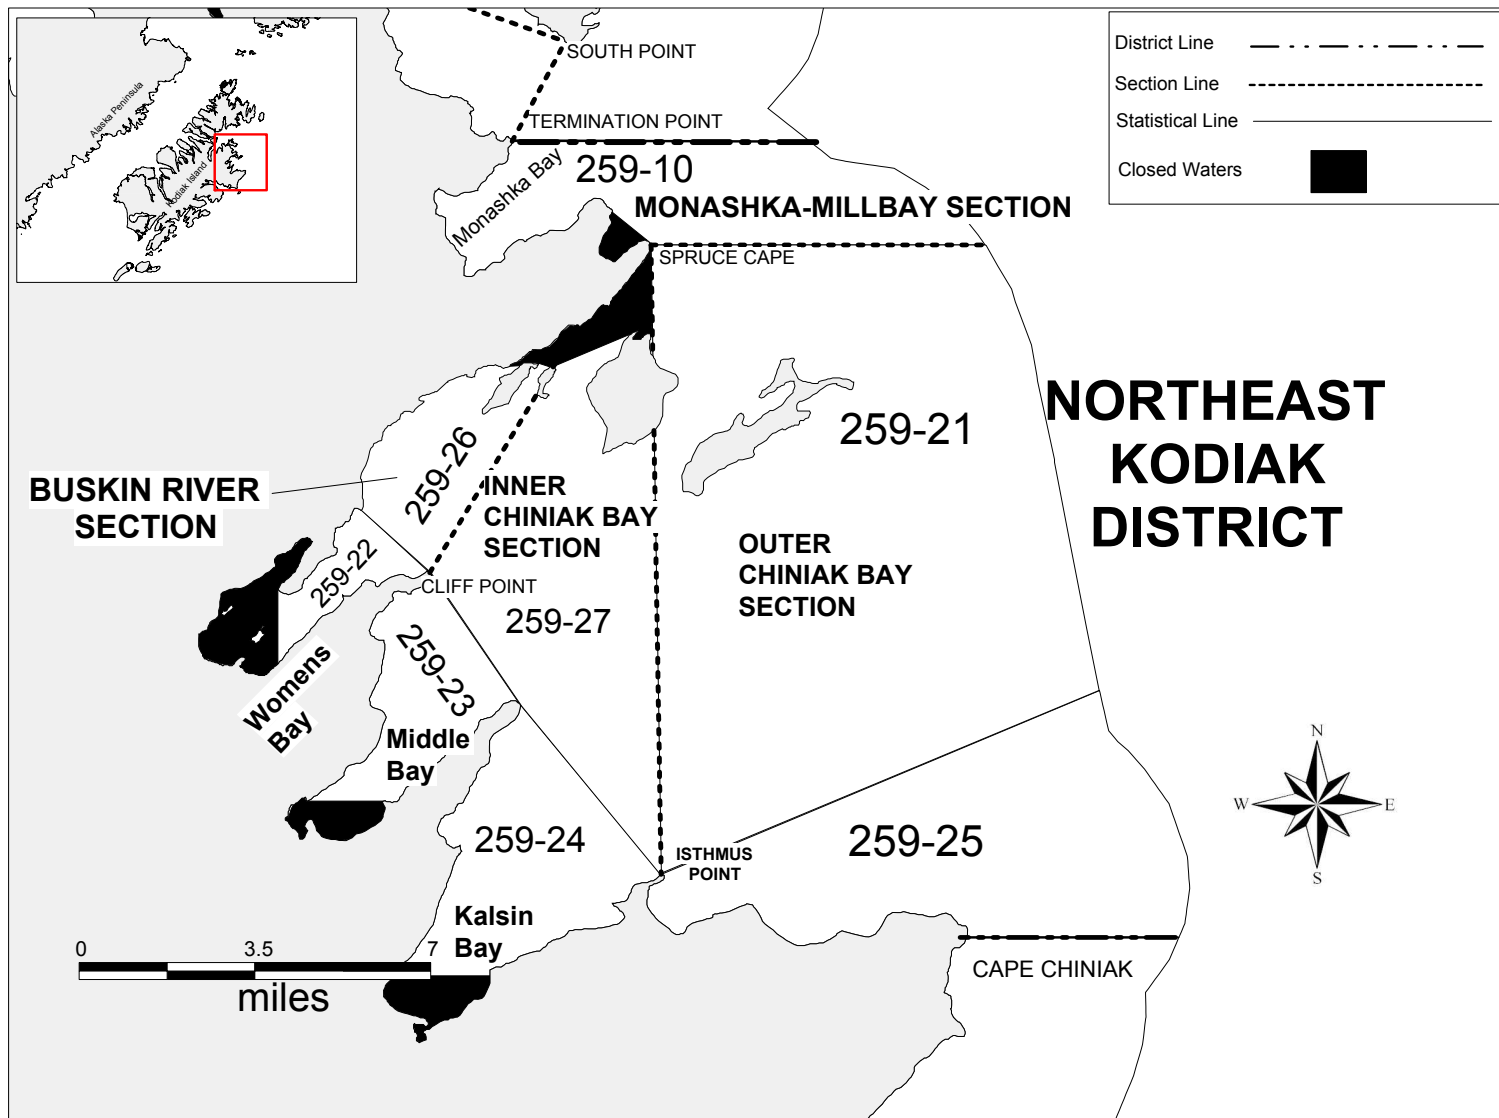 Alaska Peninsula
Kodiak Island
SOUTH POINT
District Line
Section Line
Statistical Line
Closed Waters
TERMINATION POINT
259-10
Monashka Bay
MONASHKA-MILLBAY SECTION
SPRUCE CAPE
NORTHEAST
KODIAK
DISTRICT
259-21
259-26
BUSKIN RIVER
SECTION
INNER
CHINIAK BAY
SECTION
OUTER
CHINIAK BAY
SECTION
259-22
CLIFF POINT
259-27
259-23
Womens
Bay
Middle
Bay
259-24
ISTHMUS
POINT
259-25
N
W
E
S
Kalsin
Bay
0 3.5 7
miles
CAPE CHINIAK